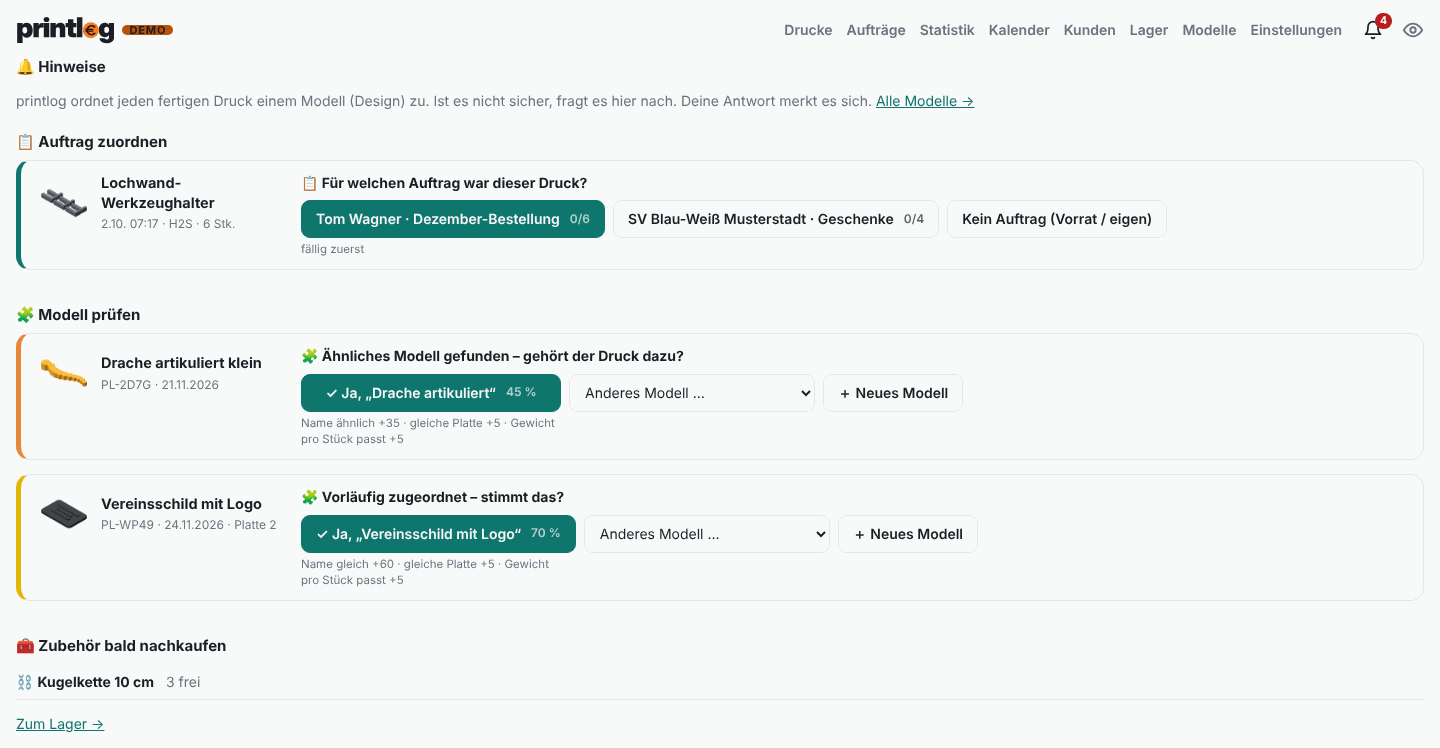 printlog DEMO
Drucke Aufträge Statistik Kalender Kunden Lager Modelle Einstellungen 4
🔔 Hinweise
printlog ordnet jeden fertigen Druck einem Modell (Design) zu. Ist es nicht sicher, fragt es hier nach. Deine Antwort merkt es sich. Alle Modelle →
📋 Auftrag zuordnen
Lochwand-
Werkzeughalter
2.10. 07:17 · H2S · 6 Stk.
📋 Für welchen Auftrag war dieser Druck?
Tom Wagner · Dezember-Bestellung 0/6
SV Blau-Weiß Musterstadt · Geschenke 0/4
Kein Auftrag (Vorrat / eigen)
fällig zuerst
🧩 Modell prüfen
Drache artikuliert klein
PL-2D7G · 21.11.2026
🧩 Ähnliches Modell gefunden – gehört der Druck dazu?
✓ Ja, „Drache artikuliert“ 45 %
Anderes Modell ...
+ Neues Modell
Name ähnlich +35 · gleiche Platte +5 · Gewicht
pro Stück passt +5
Vereinsschild mit Logo
PL-WP49 · 24.11.2026 · Platte 2
🧩 Vorläufig zugeordnet – stimmt das?
✓ Ja, „Vereinsschild mit Logo“ 70 %
Anderes Modell ...
+ Neues Modell
Name gleich +60 · gleiche Platte +5 · Gewicht
pro Stück passt +5
🧰 Zubehör bald nachkaufen
⛓️ Kugelkette 10 cm 3 frei
Zum Lager →